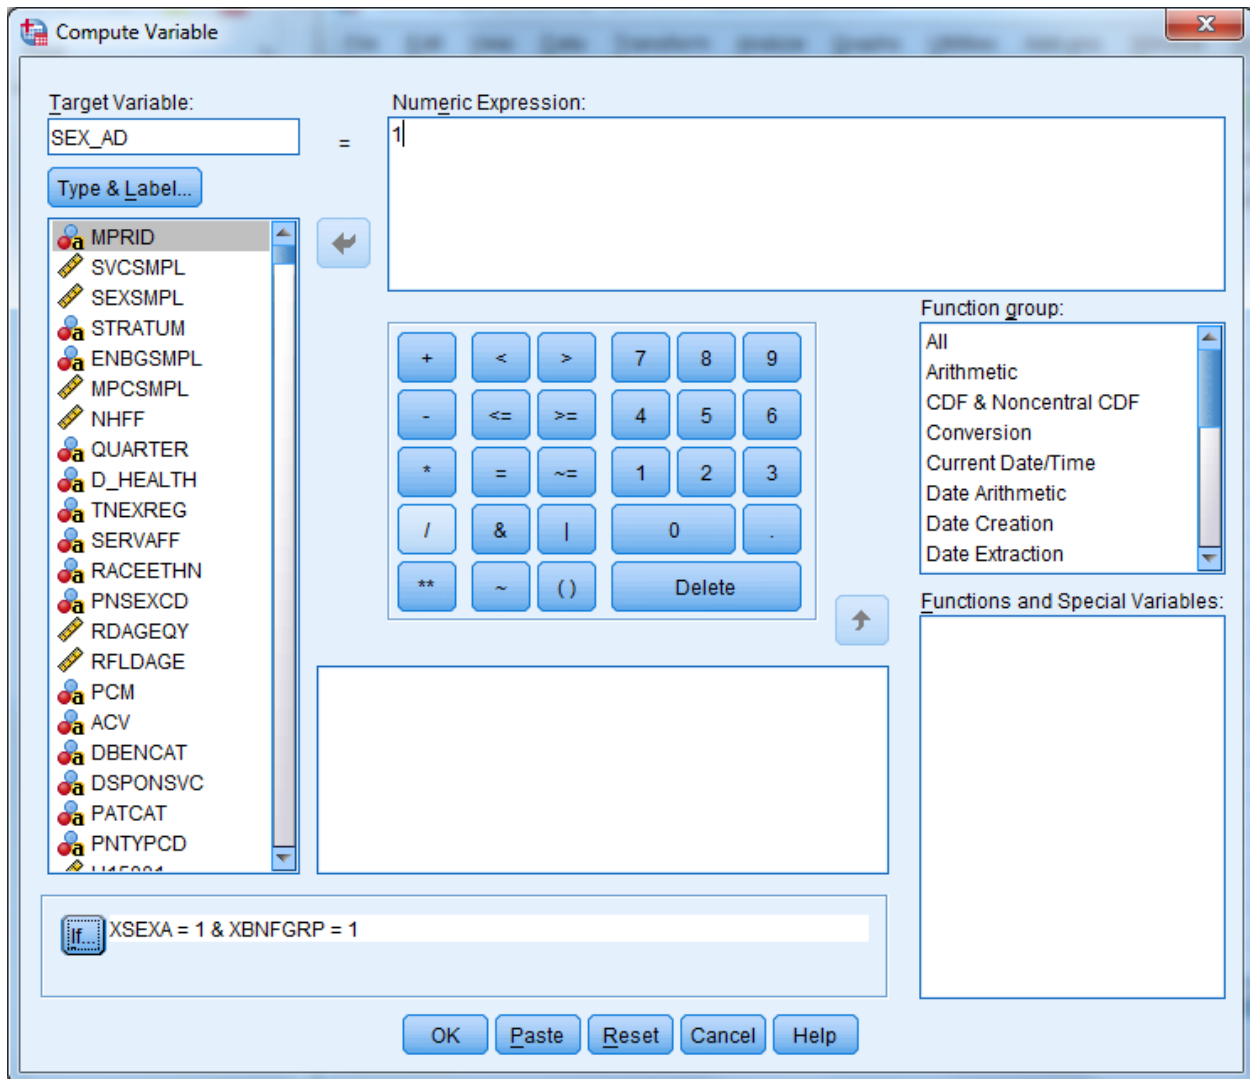 Compute Variable
Target Variable:
SEX_AD
=
Numeric Expression:
1
Type & Label...
MPRID
SVCSMPL
SEXSMPL
STRATUM
ENBGSMPL
MPCSMPL
NHFF
QUARTER
D_HEALTH
TNEXREG
SERVAFF
RACEETHN
PNSEXCD
RDAGEQY
RFLDAGE
PCM
ACV
DBENCAT
DSPONSVC
PATCAT
PNTYPCD
+ < > 7 8 9
- <= >= 4 5 6
* = ~= 1 2 3
/ & | 0 .
** ~ ( ) Delete
Function group:
All
Arithmetic
CDF & Noncentral CDF
Conversion
Current Date/Time
Date Arithmetic
Date Creation
Date Extraction
Functions and Special Variables:
If... XSEXA = 1 & XBNFGRP = 1
OK Paste Reset Cancel Help